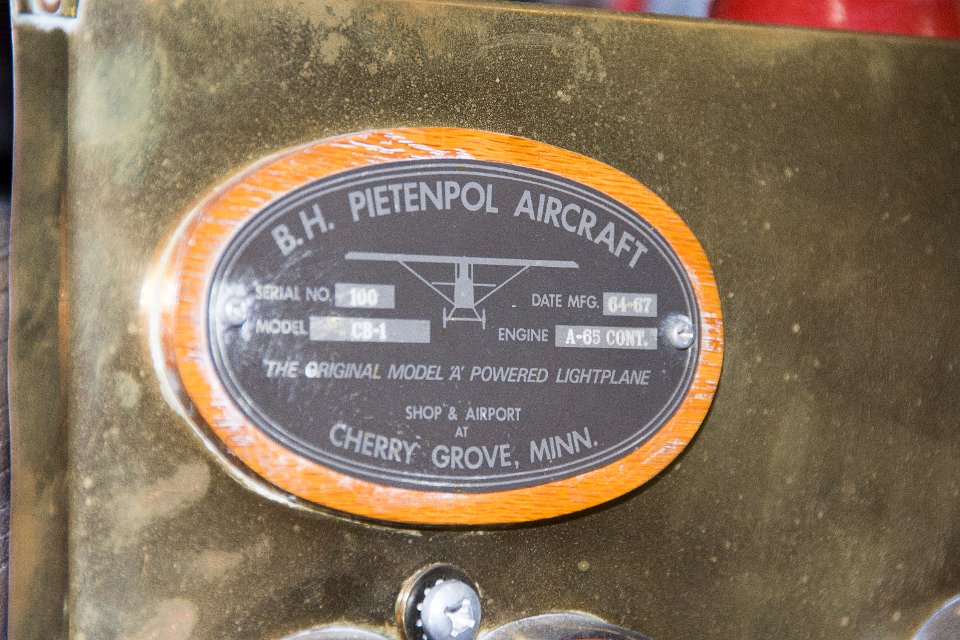 B.H. PIETENPOL AIRCRAFT
SERIAL NO. 100 DATE MFG. 64-67
MODEL CB-1 ENGINE A-65 CONT.
"THE ORIGINAL MODEL 'A' POWERED LIGHTPLANE
SHOP & AIRPORT
AT
CHERRY GROVE, MINN.